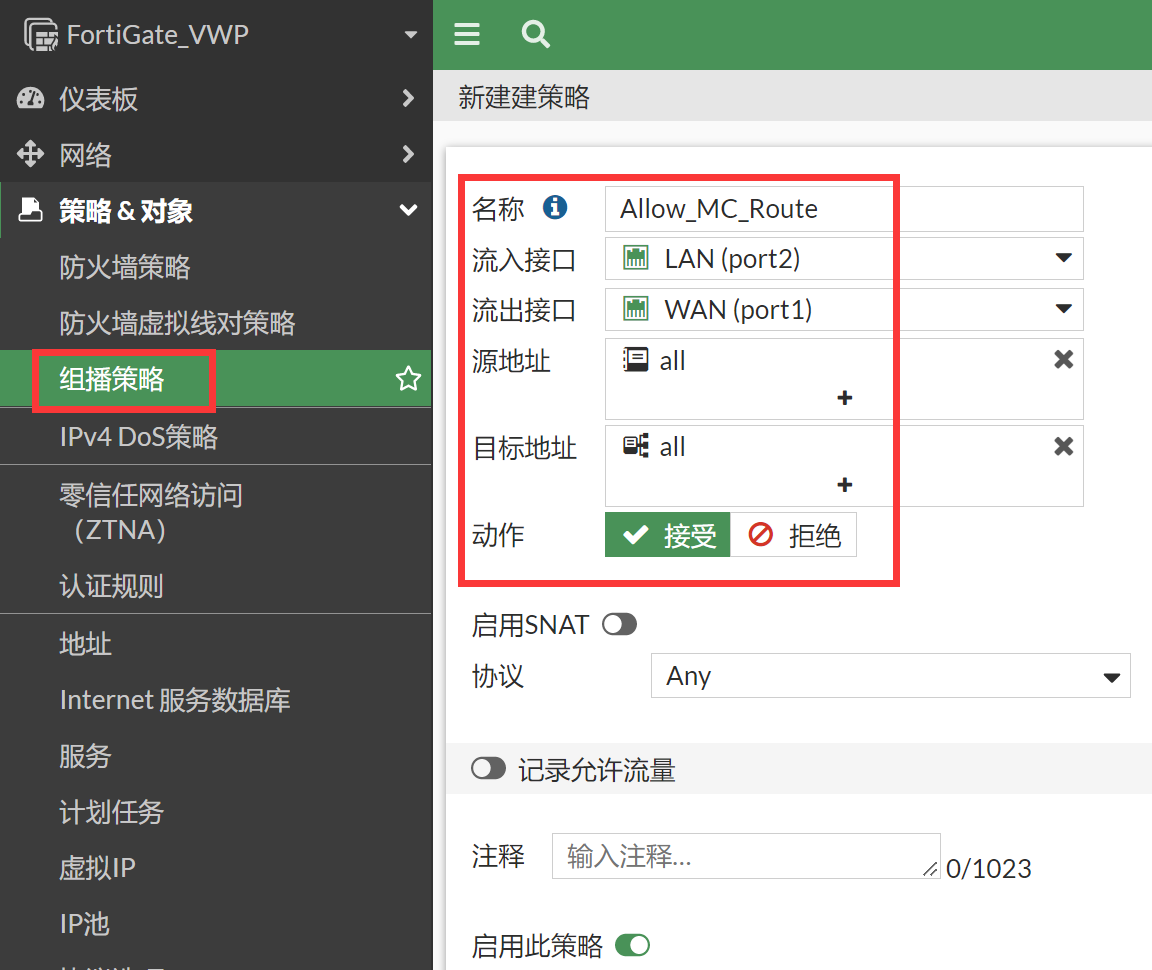 FortiGate_VWP
仪表板
网络
策略 & 对象
防火墙策略
防火墙虚拟线对策略
组播策略
IPv4 DoS策略
零信任网络访问
（ZTNA）
认证规则
地址
Internet 服务数据库
服务
计划任务
虚拟IP
IP池
新建建策略
名称 Allow_MC_Route
流入接口 LAN (port2)
流出接口 WAN (port1)
源地址 all
+
目标地址 all
+
动作 接受 拒绝
启用SNAT
协议 Any
记录允许流量
注释 输入注释... 0/1023
启用此策略